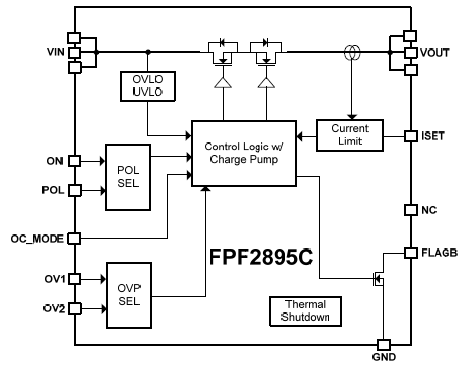 VIN
VOUT
OVLO
UVLO
Control Logic w/
Charge Pump
Current
Limit
ISET
ON
POL
POL
SEL
NC
OC_MODE
FLAGB
FPF2895C
OV1
OV2
OVP
SEL
Thermal
Shutdown
GND